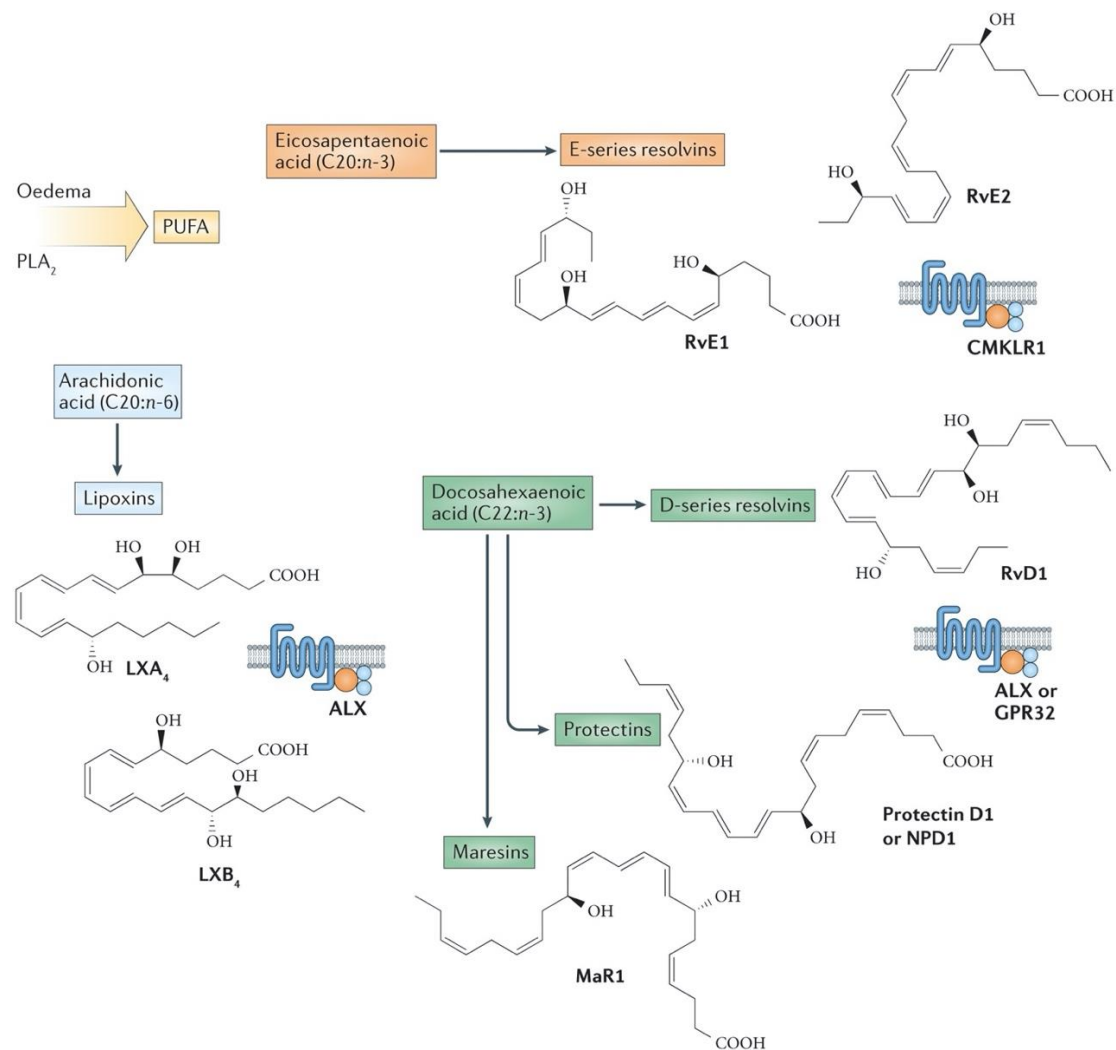 OH
COOH
Eicosapentaenoic
acid (C20:n-3)
E-series resolvins
HO
RvE2
Oedema
PUFA
PLA2
OH
OH
HO
COOH
RvE1
CMKLR1
Arachidonic
acid (C20:n-6)
Lipoxins
HO
OH
Docosahexaenoic
acid (C22:n-3)
D-series resolvins
HO
RvD1
HO
OH
COOH
OH
LXA4
ALX
ALX or
GPR32
OH
COOH
OH
OH
LXB4
Protectins
OH
COOH
OH
Protectin D1
or NPD1
Maresins
OH
OH
MaR1
COOH